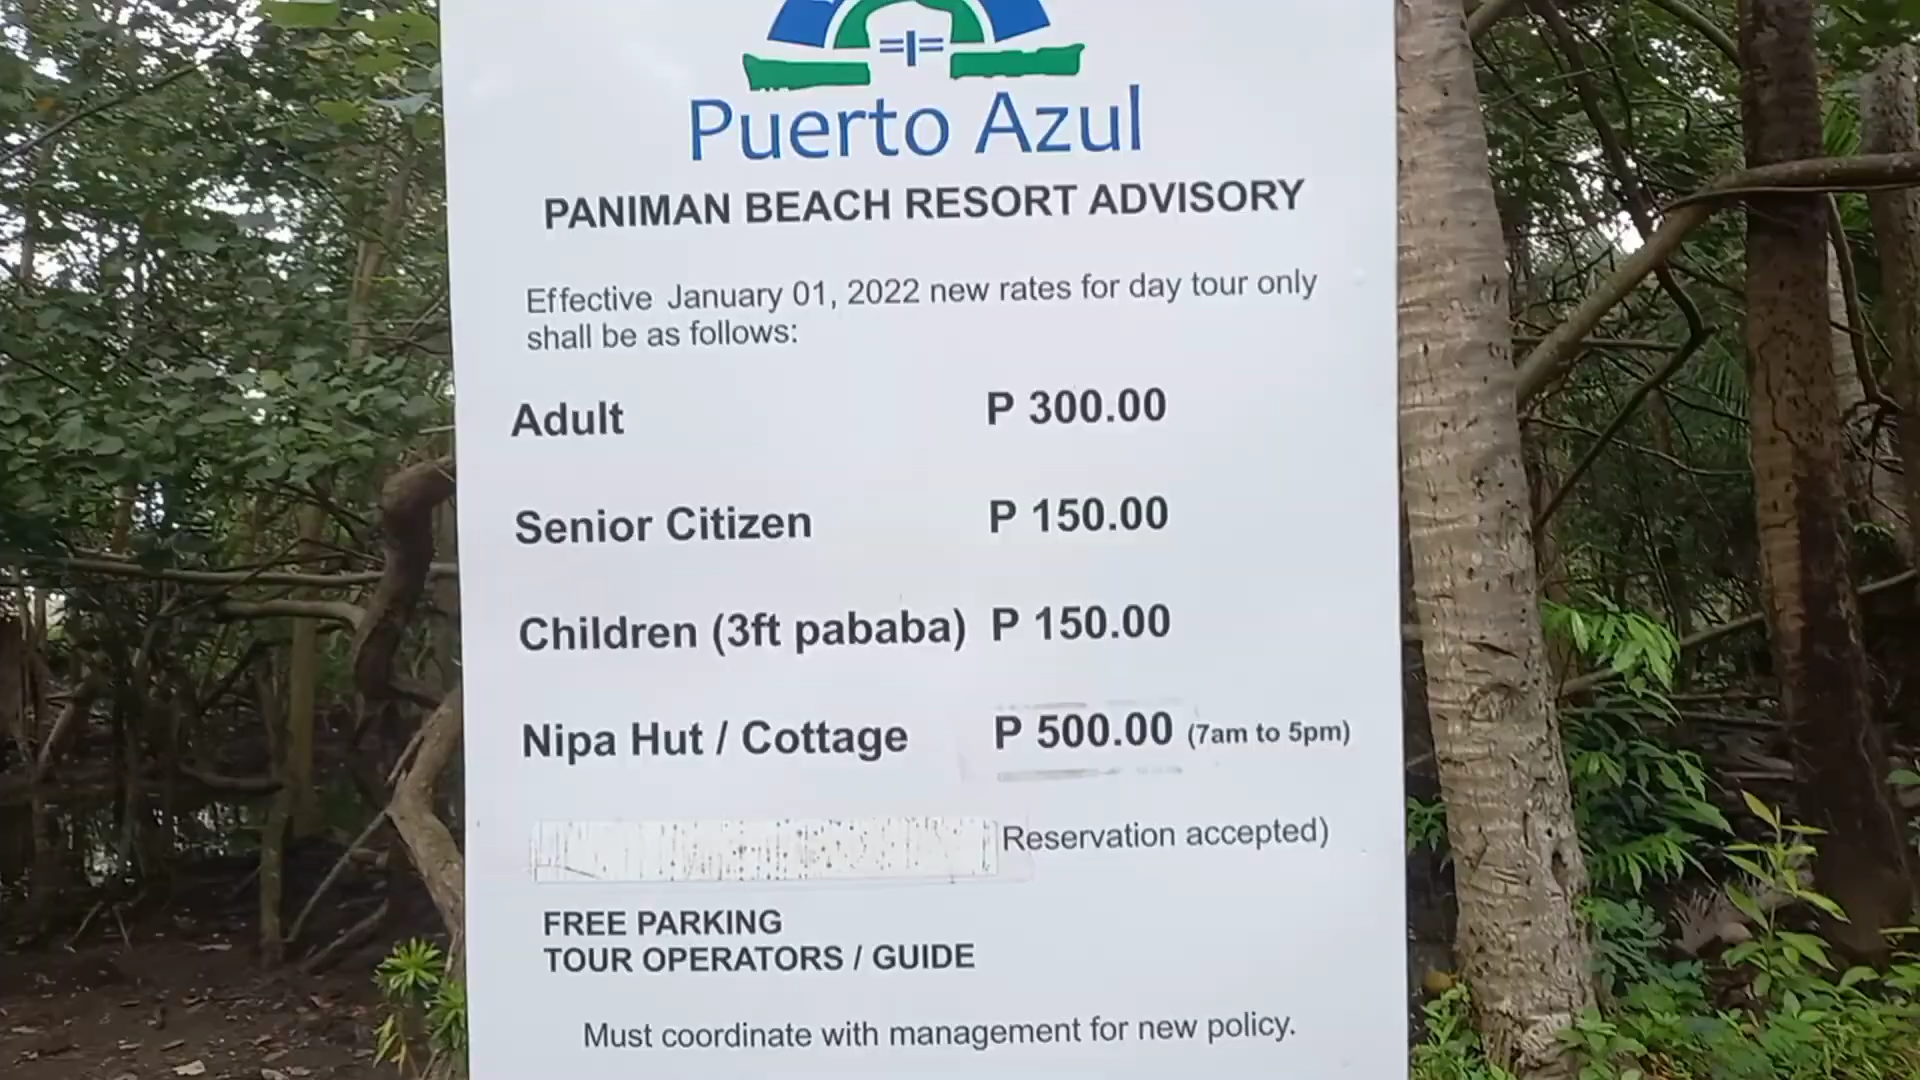 Puerto Azul
PANIMAN BEACH RESORT ADVISORY
Effective January 01, 2022 new rates for day tour only
shall be as follows:
Adult P 300.00
Senior Citizen P 150.00
Children (3ft pababa) P 150.00
Nipa Hut / Cottage P 500.00 (7am to 5pm)
Reservation accepted)
FREE PARKING
TOUR OPERATORS / GUIDE
Must coordinate with management for new policy.